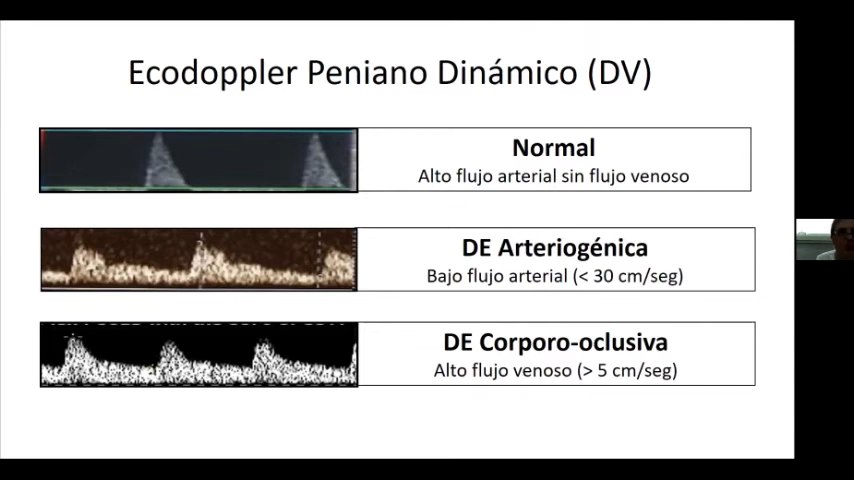 Ecodoppler Peniano Dinámico (DV)
Normal
Alto flujo arterial sin flujo venoso
DE Arteriogénica
Bajo flujo arterial (< 30 cm/seg)
DE Corporo-oclusiva
Alto flujo venoso (> 5 cm/seg)